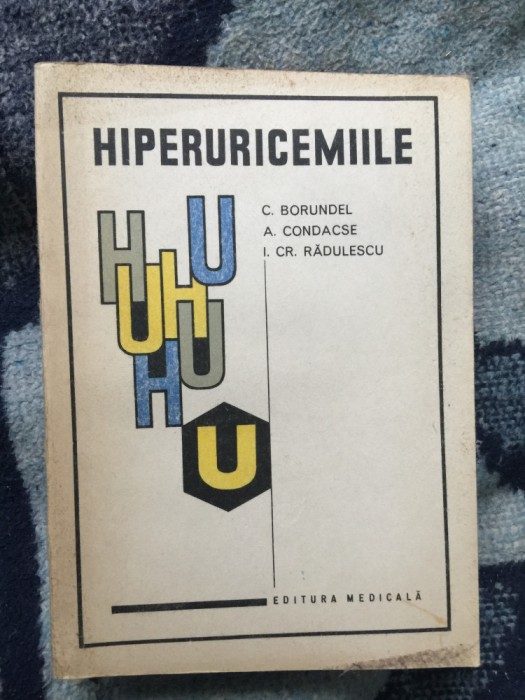 HIPERURICEMIILE
C. BORUNDEL
A. CONDACSE
I. CR. RĂDULESCU
H U
U H
H U
U
EDITURA MEDICALĂ